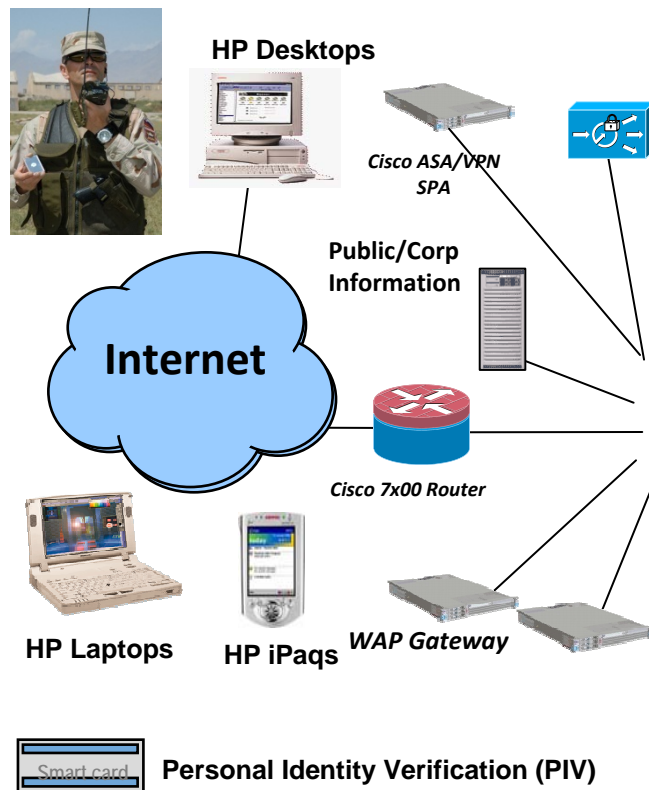 HP Desktops
Cisco ASA/VPN
SPA
Public/Corp
Information
Internet
Cisco 7x00 Router
HP Laptops
HP iPaqs
WAP Gateway
Smart card
Personal Identity Verification (PIV)